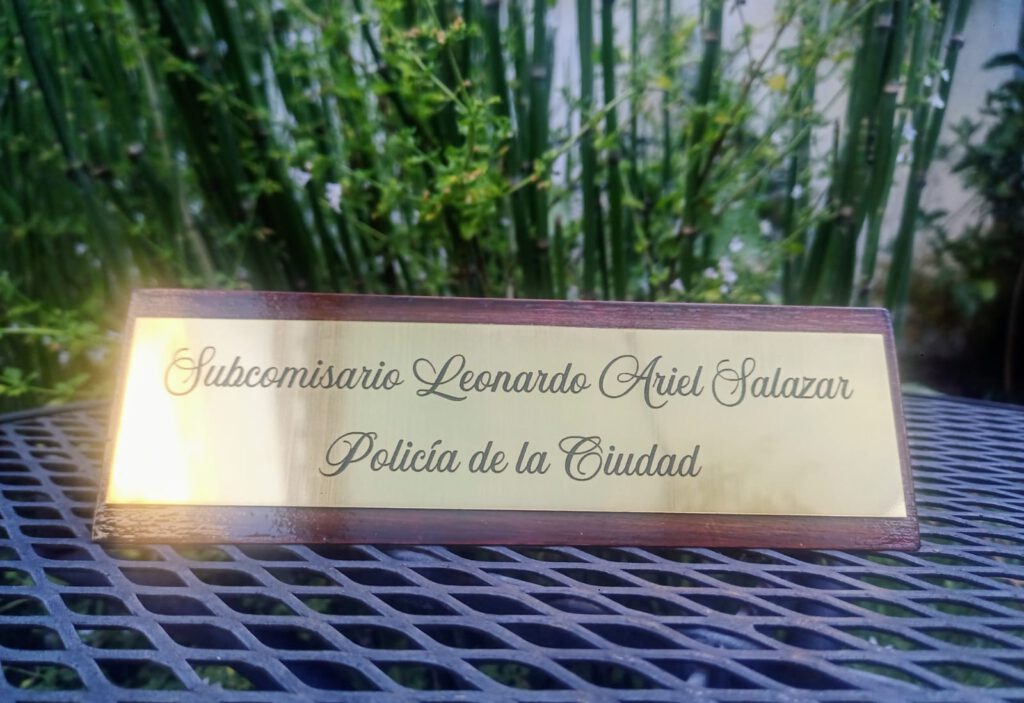 Subcomisario Leonardo Ariel Salazar
Policía de la Ciudad